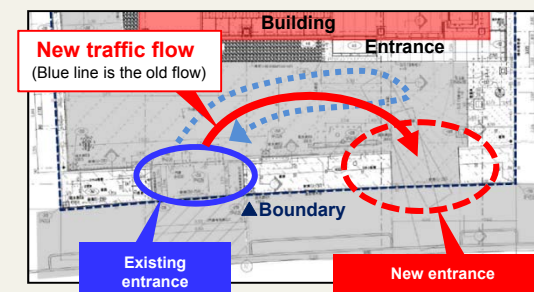 Building
New traffic flow
(Blue line is the old flow)
Entrance
▲Boundary
Existing
entrance
New entrance